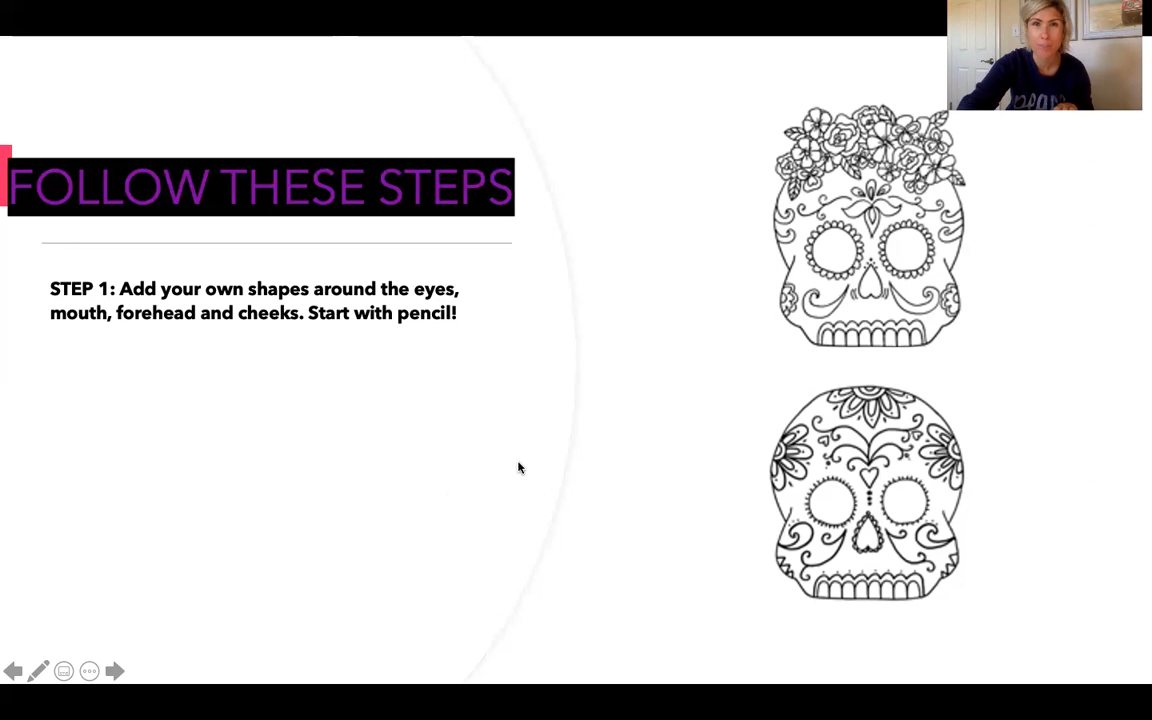 FOLLOW THESE STEPS
STEP 1: Add your own shapes around the eyes,
mouth, forehead and cheeks. Start with pencil!